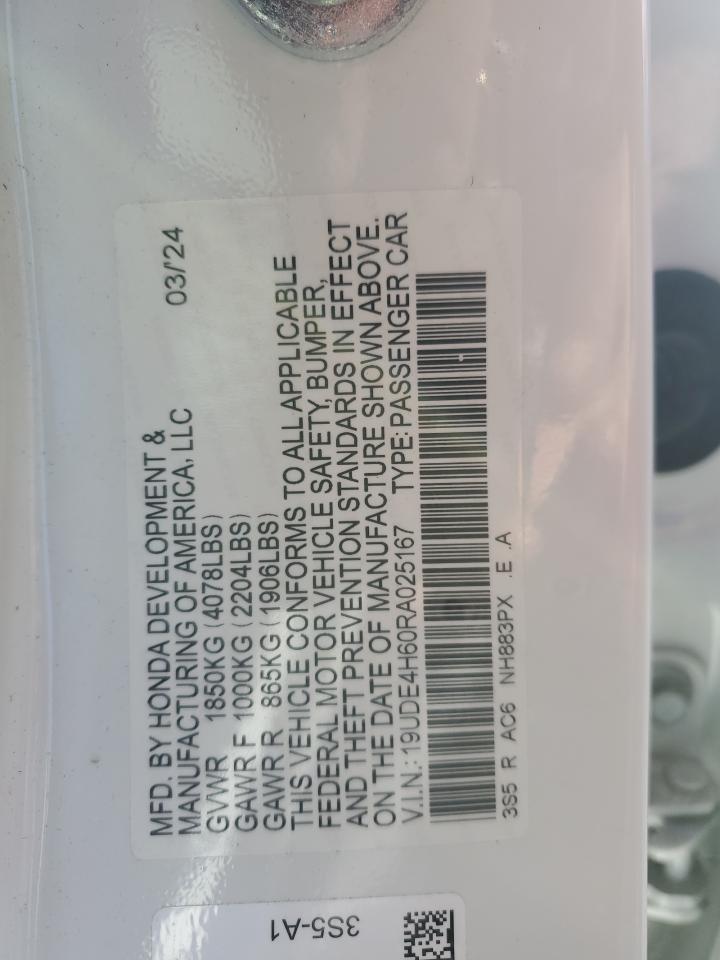 MFD. BY HONDA DEVELOPMENT &
MANUFACTURING OF AMERICA, LLC 03/'24
GVWR 1850KG (4078LBS)
GAWR F 1000KG (2204LBS)
GAWR R 865KG (1906LBS)
THIS VEHICLE CONFORMS TO ALL APPLICABLE
FEDERAL MOTOR VEHICLE SAFETY, BUMPER,
AND THEFT PREVENTION STANDARDS IN EFFECT
ON THE DATE OF MANUFACTURE SHOWN ABOVE.
V.I.N.: 19UDE4H60RA025167 TYPE: PASSENGER CAR
3S5 R AC6 NH883PX .E .A
3S5-A1